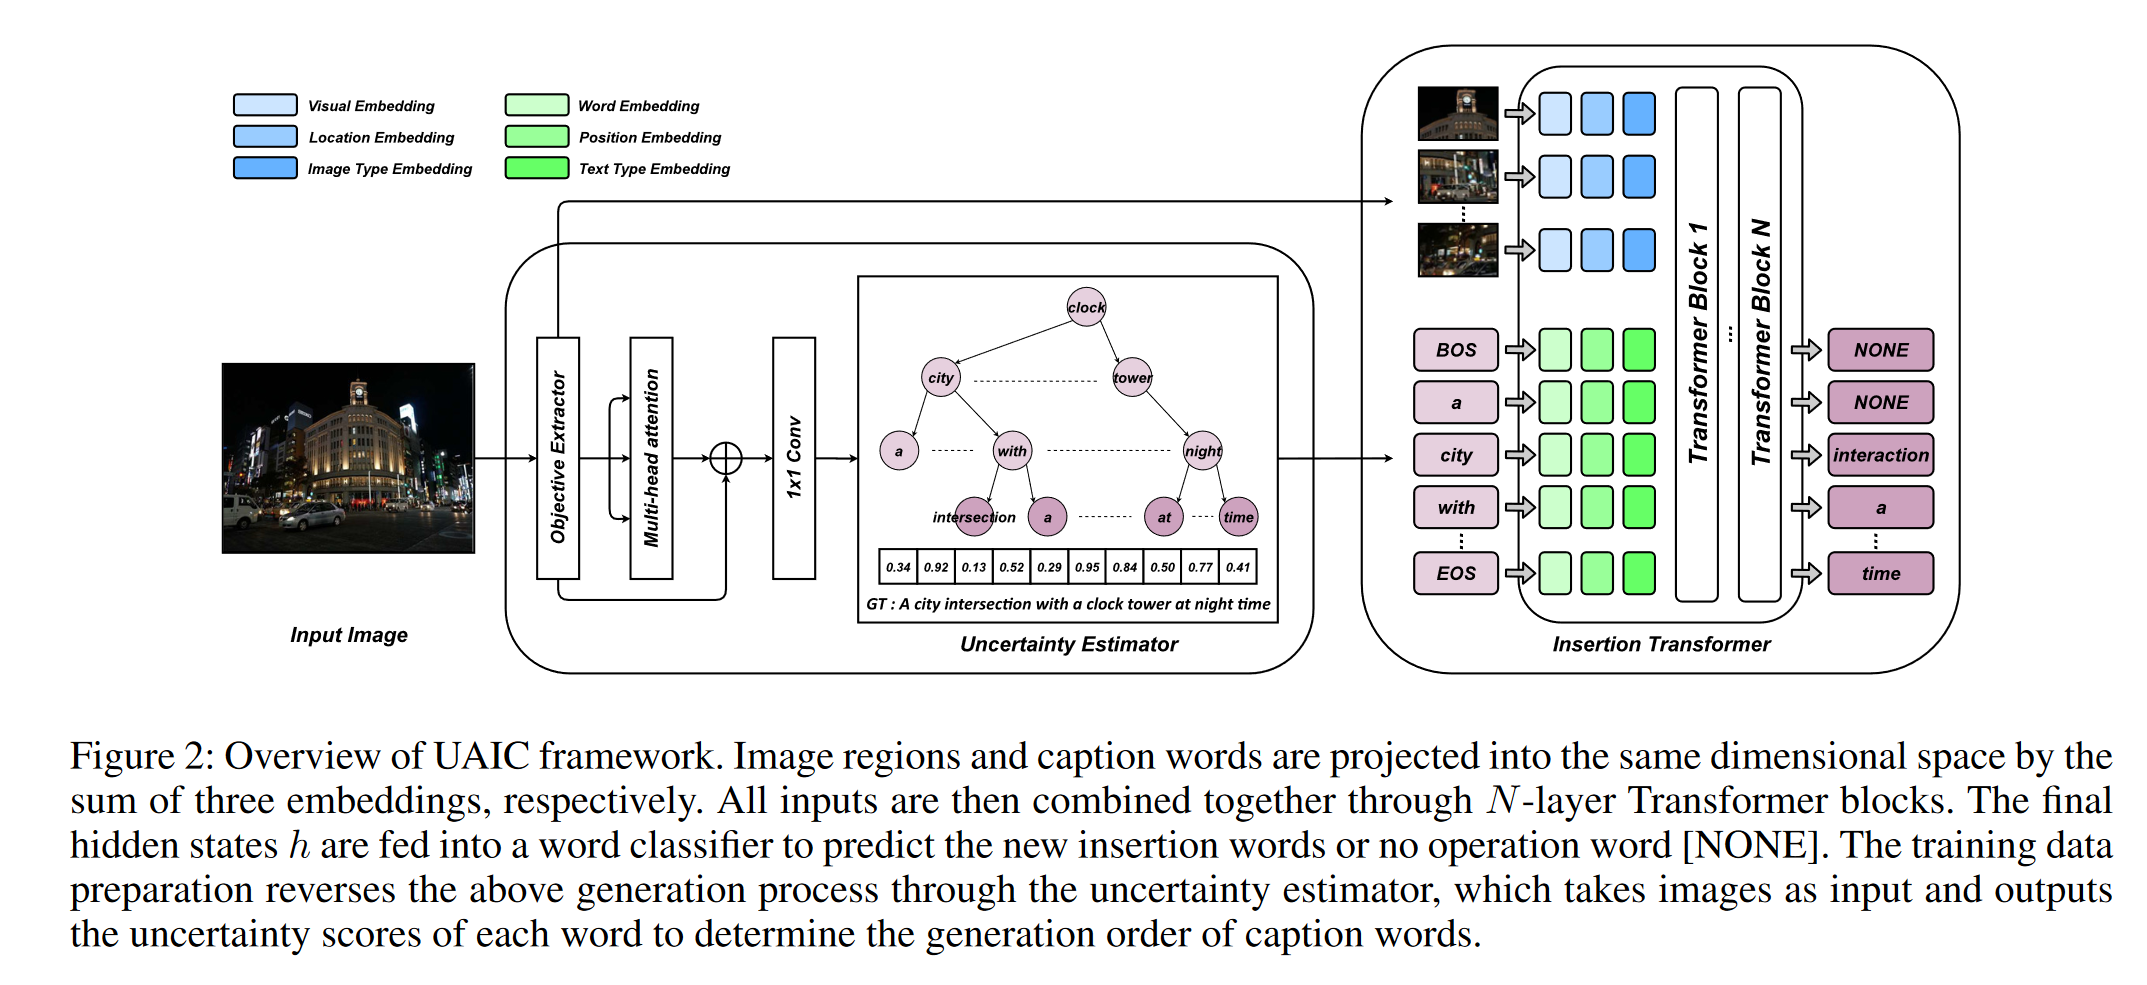 Visual Embedding
Location Embedding
Image Type Embedding
Word Embedding
Position Embedding
Text Type Embedding
Input Image
Objective Extractor
Multi-head attention
1x1 Conv
clock
city
tower
a
with
night
intersection
a
at
time
0.34 0.92 0.13 0.52 0.29 0.95 0.84 0.50 0.77 0.41
GT : A city intersection with a clock tower at night time
Uncertainty Estimator
BOS
a
city
with
EOS
Transformer Block 1
...
Transformer Block N
NONE
NONE
interaction
a
time
Insertion Transformer
Figure 2: Overview of UAIC framework. Image regions and caption words are projected into the same dimensional space by the
sum of three embeddings, respectively. All inputs are then combined together through N-layer Transformer blocks. The final
hidden states h are fed into a word classifier to predict the new insertion words or no operation word [NONE]. The training data
preparation reverses the above generation process through the uncertainty estimator, which takes images as input and outputs
the uncertainty scores of each word to determine the generation order of caption words.